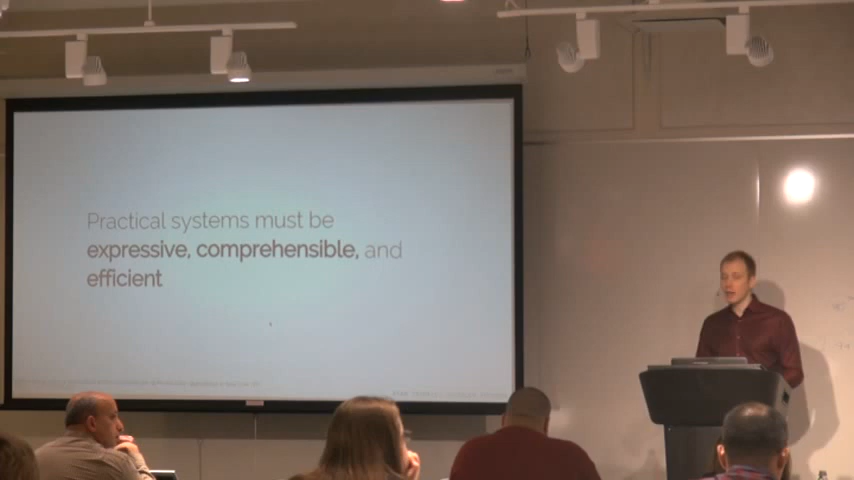 Practical systems must be
expressive, comprehensible, and
efficient